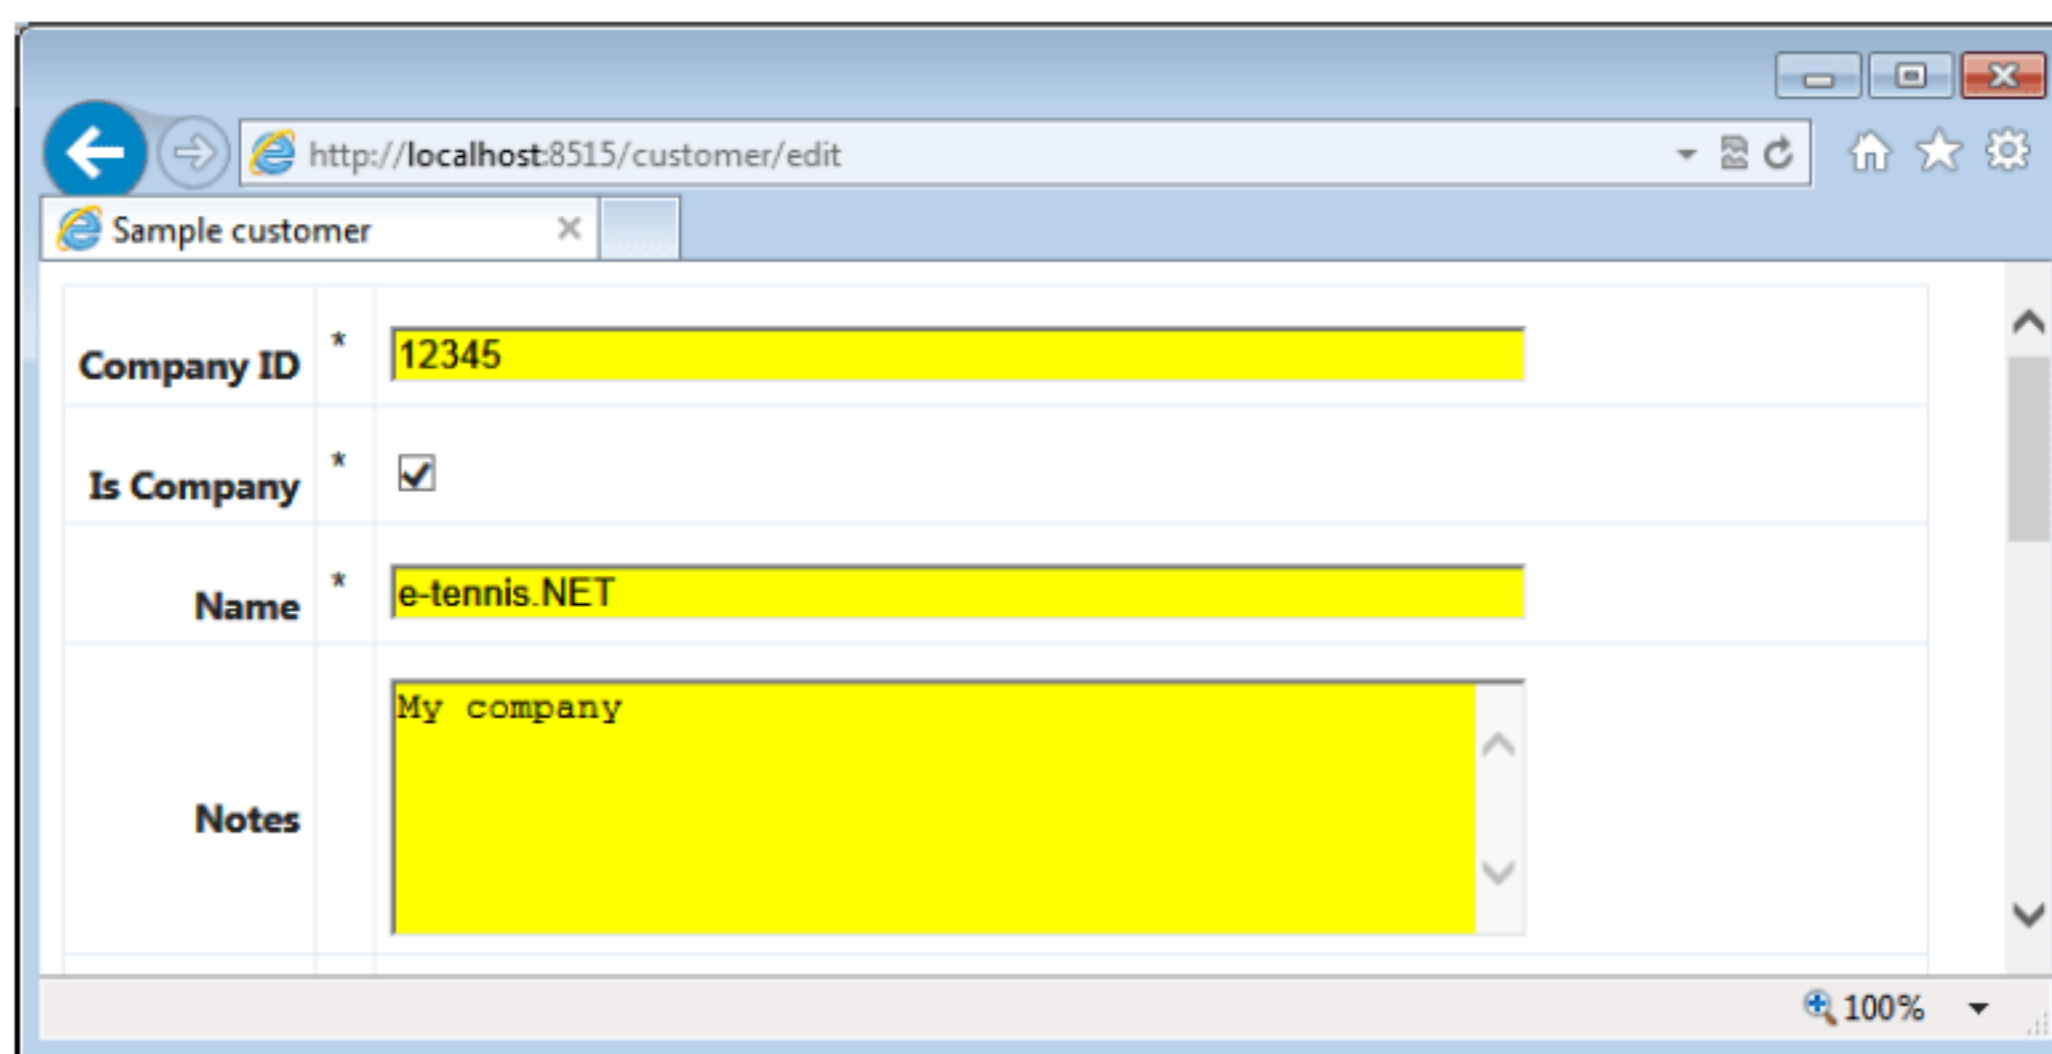 http://localhost:8515/customer/edit
Sample customer
Company ID * 12345
Is Company *
Name * e-tennis.NET
Notes My company
100%